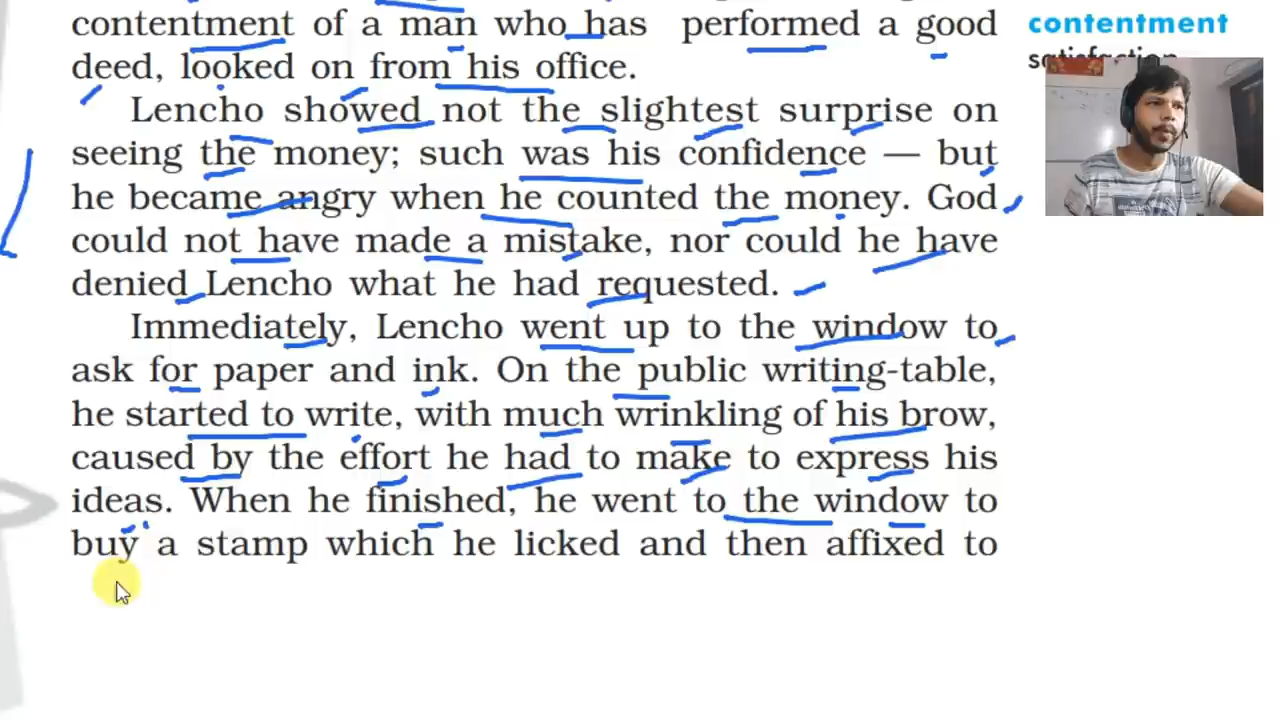 contentment of a man who has performed a good
deed, looked on from his office.
Lencho showed not the slightest surprise on
seeing the money; such was his confidence — but
he became angry when he counted the money. God
could not have made a mistake, nor could he have
denied Lencho what he had requested.
Immediately, Lencho went up to the window to
ask for paper and ink. On the public writing-table,
he started to write, with much wrinkling of his brow,
caused by the effort he had to make to express his
ideas. When he finished, he went to the window to
buy a stamp which he licked and then affixed to
contentment
satisfaction